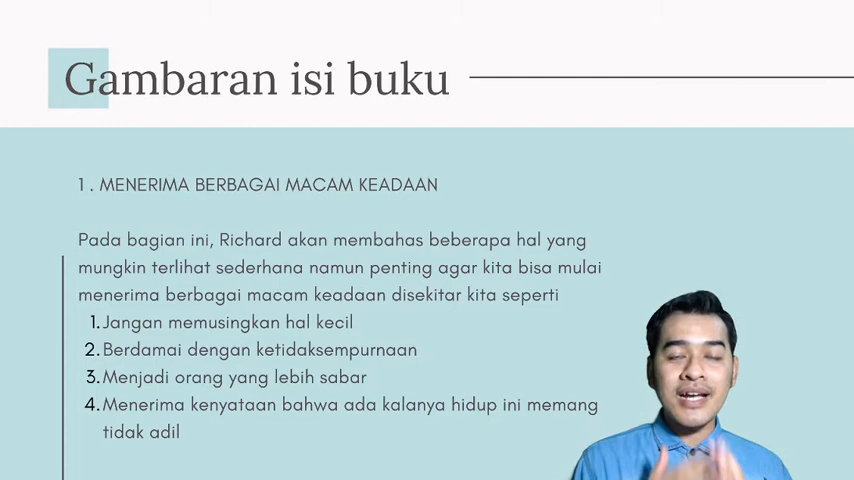 Gambaran isi buku
1 . MENERIMA BERBAGAI MACAM KEADAAN
Pada bagian ini, Richard akan membahas beberapa hal yang
mungkin terlihat sederhana namun penting agar kita bisa mulai
menerima berbagai macam keadaan disekitar kita seperti
1. Jangan memusingkan hal kecil
2. Berdamai dengan ketidaksempurnaan
3. Menjadi orang yang lebih sabar
4. Menerima kenyataan bahwa ada kalanya hidup ini memang
tidak adil